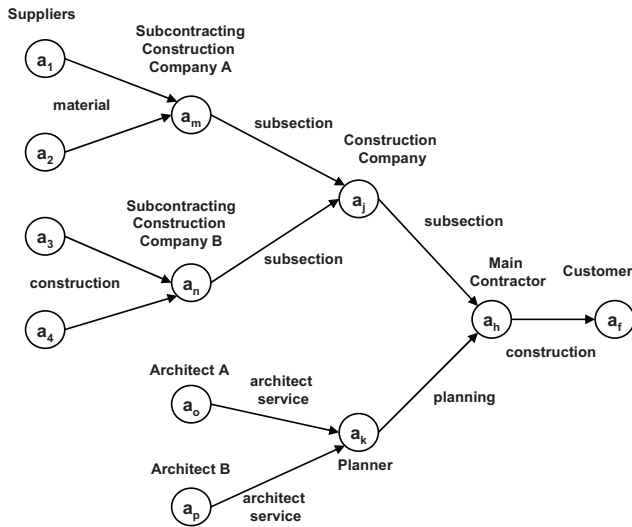 Suppliers
a1
Subcontracting
Construction
Company A
material
am
a2
subsection
Construction
Company
aj
a3
Subcontracting
Construction
Company B
subsection
subsection
construction
an
a4
Main
Contractor
Customer
ah
af
construction
Architect A
architect
service
ao
planning
ak
Planner
Architect B
architect
service
ap